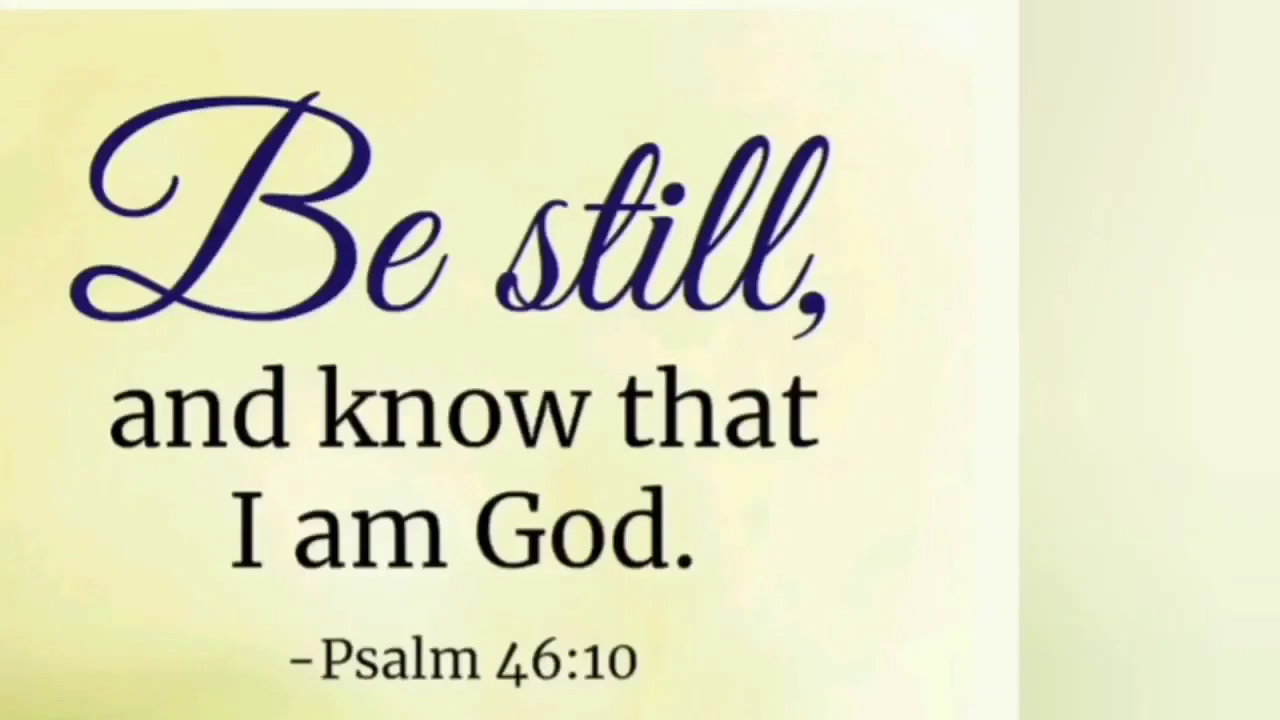 Be still,
and know that
I am God.
-Psalm 46:10